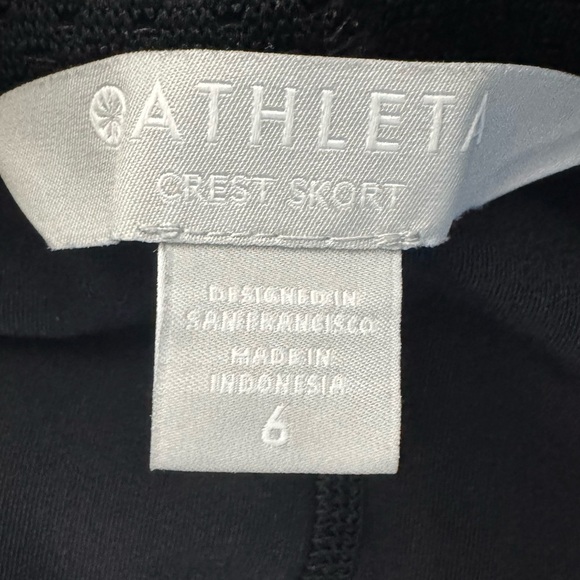 ATHLETA
CREST SKORT
DESIGNED IN
SAN FRANCISCO
MADE IN
INDONESIA
6